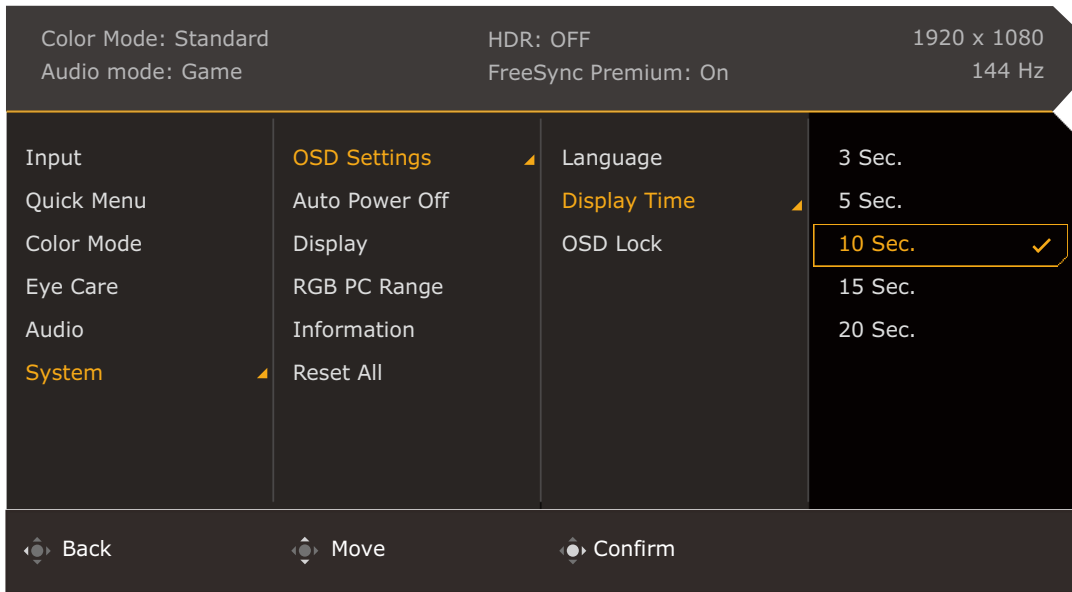 Color Mode: Standard
HDR: OFF
1920 x 1080
Audio mode: Game
FreeSync Premium: On
144 Hz
Input
Quick Menu
Color Mode
Eye Care
Audio
System
OSD Settings
Auto Power Off
Display
RGB PC Range
Information
Reset All
Language
Display Time
OSD Lock
3 Sec.
5 Sec.
10 Sec.
15 Sec.
20 Sec.
Back
Move
Confirm